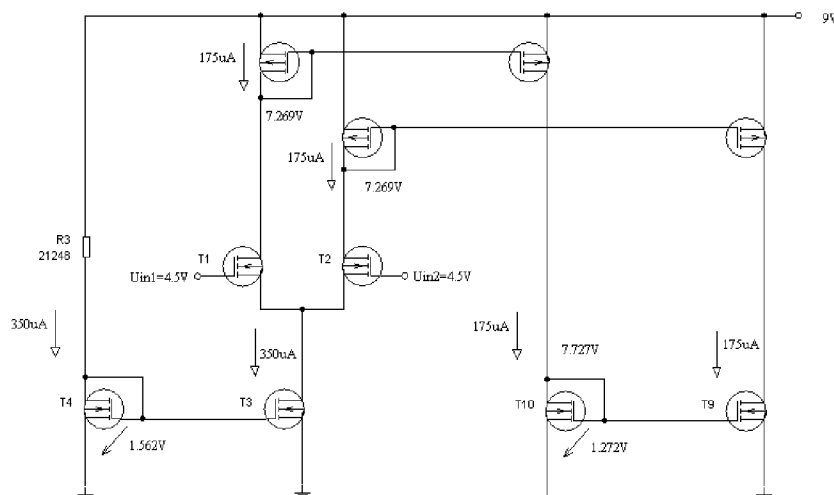 9V
175uA
7.269V
175uA
7.269V
R3
21248
T1
T2
Uin1=4.5V
Uin2=4.5V
350uA
350uA
175uA
7.727V
175uA
T4
T3
T10
T9
1.562V
1.272V